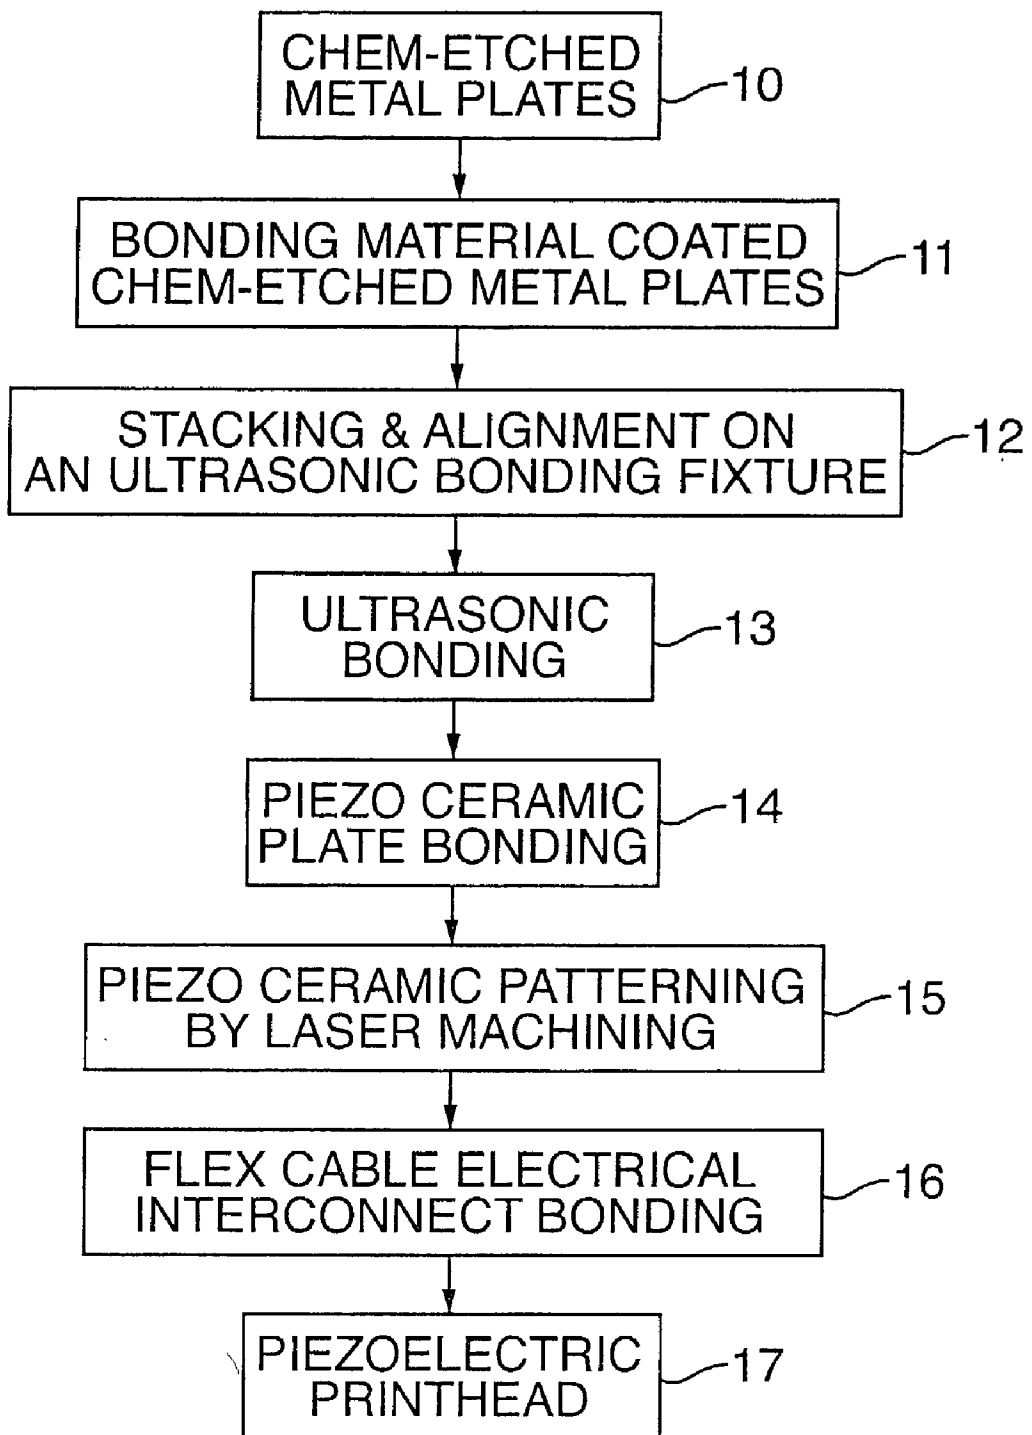 CHEM-ETCHED
METAL PLATES
10
BONDING MATERIAL COATED
CHEM-ETCHED METAL PLATES
11
STACKING & ALIGNMENT ON
AN ULTRASONIC BONDING FIXTURE
12
ULTRASONIC
BONDING
13
PIEZO CERAMIC
PLATE BONDING
14
PIEZO CERAMIC PATTERNING
BY LASER MACHINING
15
FLEX CABLE ELECTRICAL
INTERCONNECT BONDING
16
PIEZOELECTRIC
PRINTHEAD
17